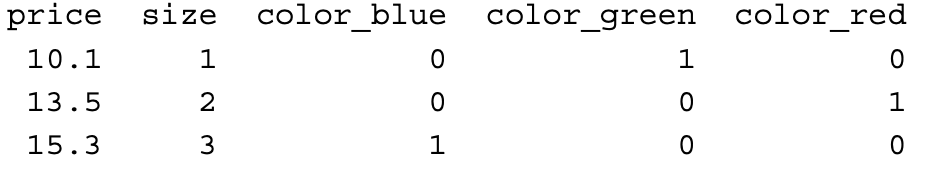 price size color_blue color_green color_red
10.1 1 0 1 0
13.5 2 0 0 1
15.3 3 1 0 0